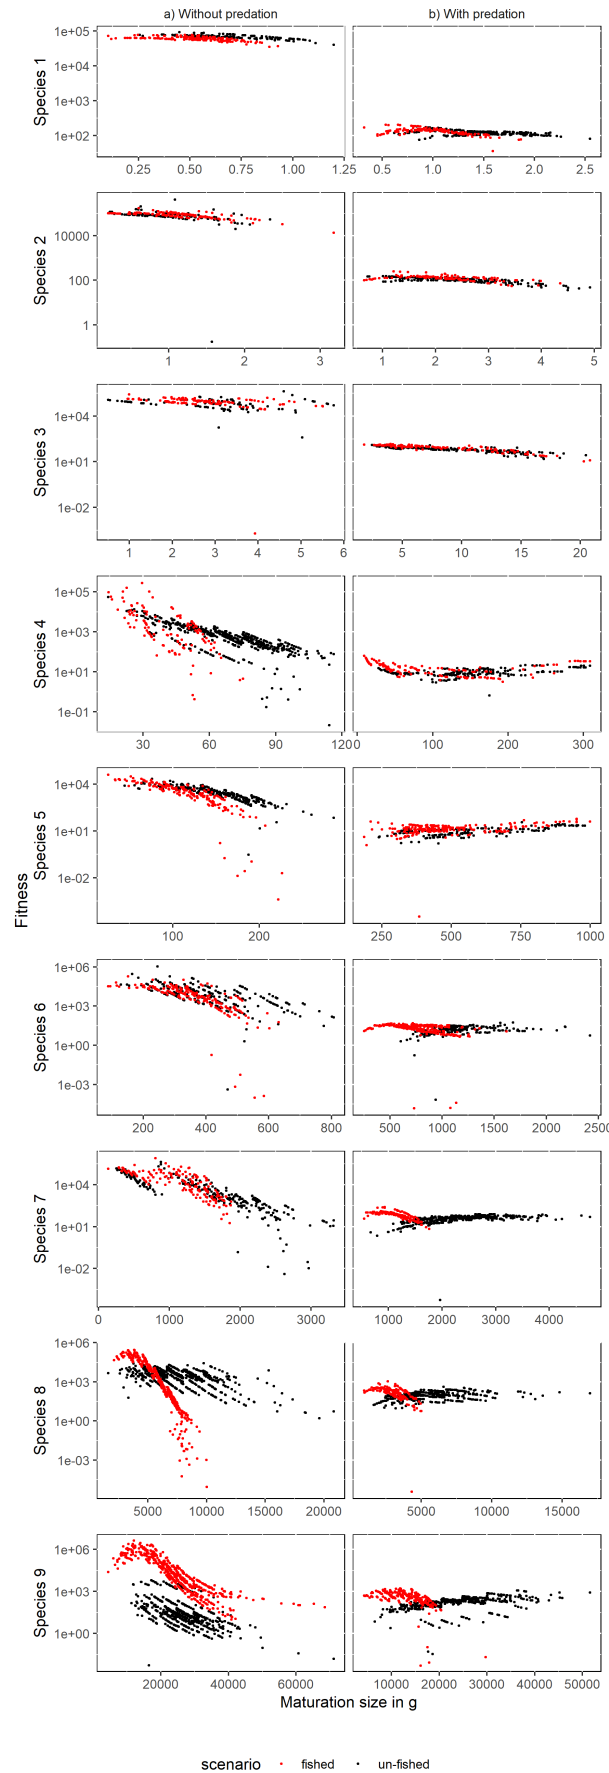 a) Without predation
b) With predation
Species 1
1e+05
1e+04
1e+03
1e+02
0.25
0.50
0.75
1.00
1.25
0.5
1.0
1.5
2.0
2.5
Species 2
10000
100
1
1
2
3
1
2
3
4
5
Species 3
1e+04
1e+01
1e-02
1
2
3
4
5
6
5
10
15
20
Species 4
1e+05
1e+03
1e+01
1e-01
30
60
90
120
0
100
200
300
Species 5
1e+04
1e+01
1e-02
100
200
250
500
750
1000
Fitness
Species 6
1e+06
1e+03
1e+00
1e-03
200
400
600
800
500
1000
1500
2000
2500
Species 7
1e+04
1e+01
1e-02
0
1000
2000
3000
1000
2000
3000
4000
Species 8
1e+06
1e+03
1e+00
1e-03
5000
10000
15000
20000
5000
10000
15000
Species 9
1e+06
1e+03
1e+00
20000
40000
60000
10000
20000
30000
40000
50000
Maturation size in g
scenario
fished
un-fished